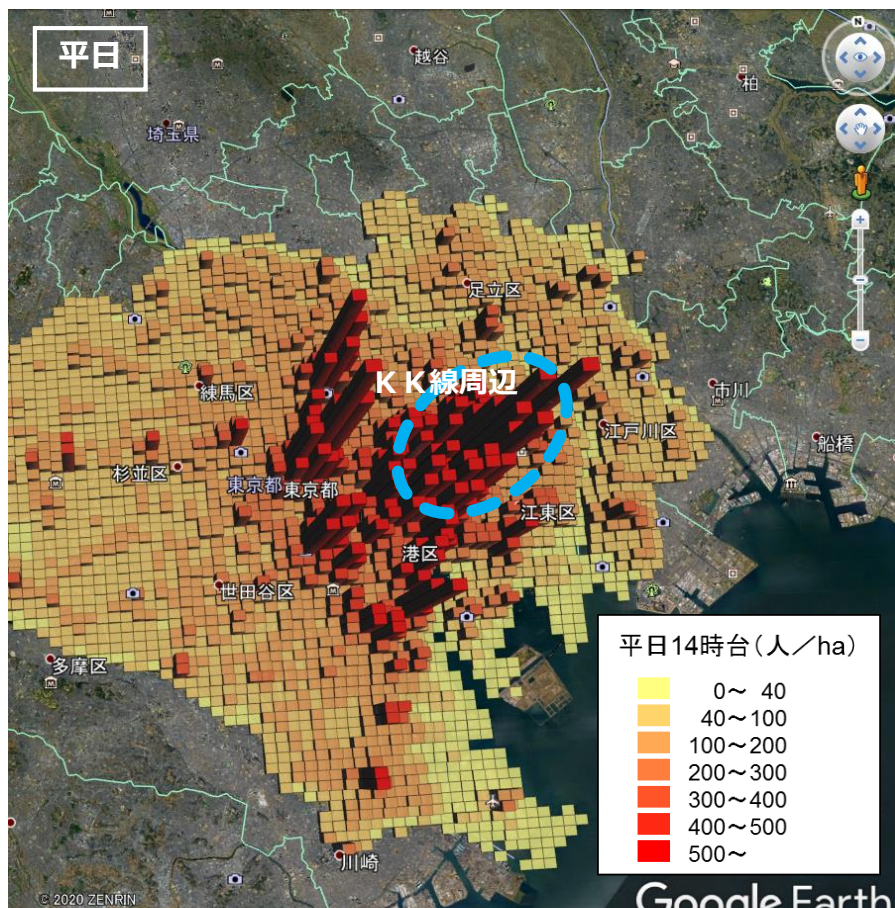 平日
越谷
柏
N
埼玉県
足立区
KK線周辺
練馬区
市川
江戸川区
船橋
杉並区
東京都
東京都
江東区
港区
世田谷区
多摩区
川崎
平日14時台(人/ha)
0~ 40
40~100
100~200
200~300
300~400
400~500
500~
© 2020 ZENRIN
Google Earth